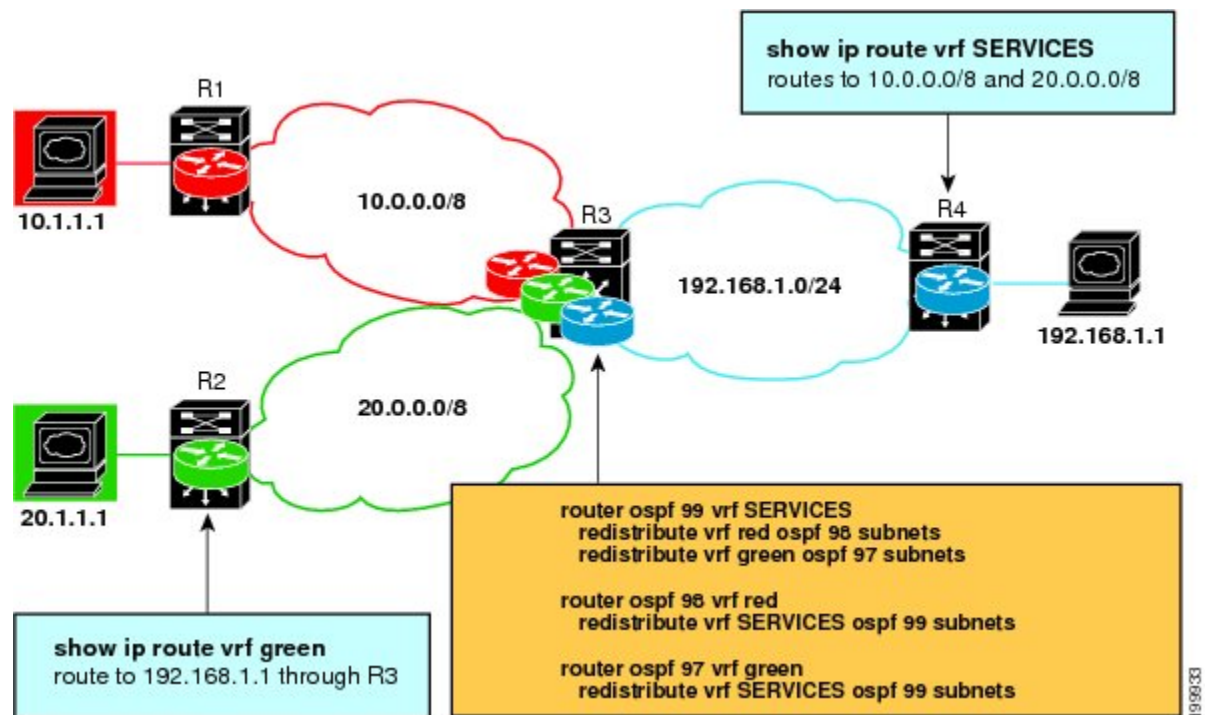 show ip route vrf SERVICES
routes to 10.0.0.0/8 and 20.0.0.0/8
R1
10.1.1.1
10.0.0.0/8
R3
R4
192.168.1.0/24
192.168.1.1
R2
20.0.0.0/8
20.1.1.1
router ospf 99 vrf SERVICES
redistribute vrf red ospf 98 subnets
redistribute vrf green ospf 97 subnets
router ospf 98 vrf red
redistribute vrf SERVICES ospf 99 subnets
router ospf 97 vrf green
redistribute vrf SERVICES ospf 99 subnets
show ip route vrf green
route to 192.168.1.1 through R3
199933